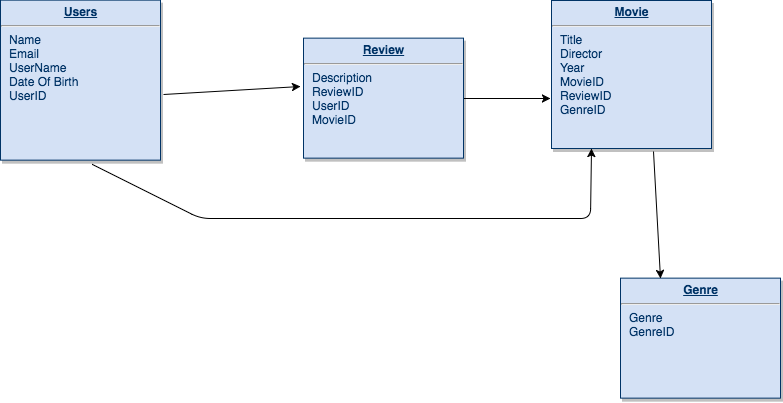 Users
Name
Email
UserName
Date Of Birth
UserID
Review
Description
ReviewID
UserID
MovieID
Movie
Title
Director
Year
MovieID
ReviewID
GenreID
Genre
Genre
GenreID